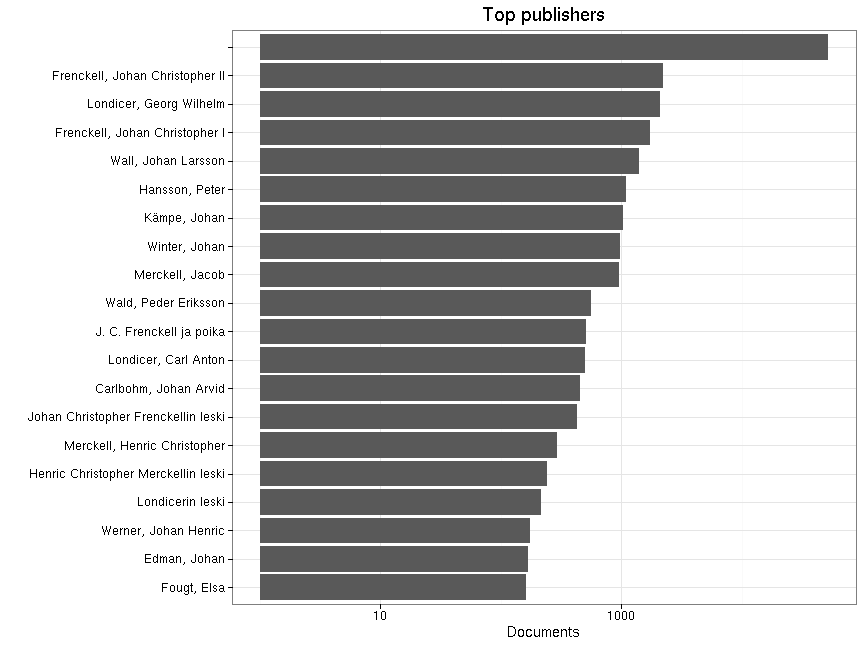 Top publishers
Frenckell, Johan Christopher II
Londicer, Georg Wilhelm
Frenckell, Johan Christopher I
Wall, Johan Larsson
Hansson, Peter
Kämpe, Johan
Winter, Johan
Merckell, Jacob
Wald, Peder Eriksson
J. C. Frenckell ja poika
Londicer, Carl Anton
Carlbohm, Johan Arvid
Johan Christopher Frenckellin leski
Merckell, Henric Christopher
Henric Christopher Merckellin leski
Londicerin leski
Werner, Johan Henric
Edman, Johan
Fougt, Elsa
10 1000
Documents